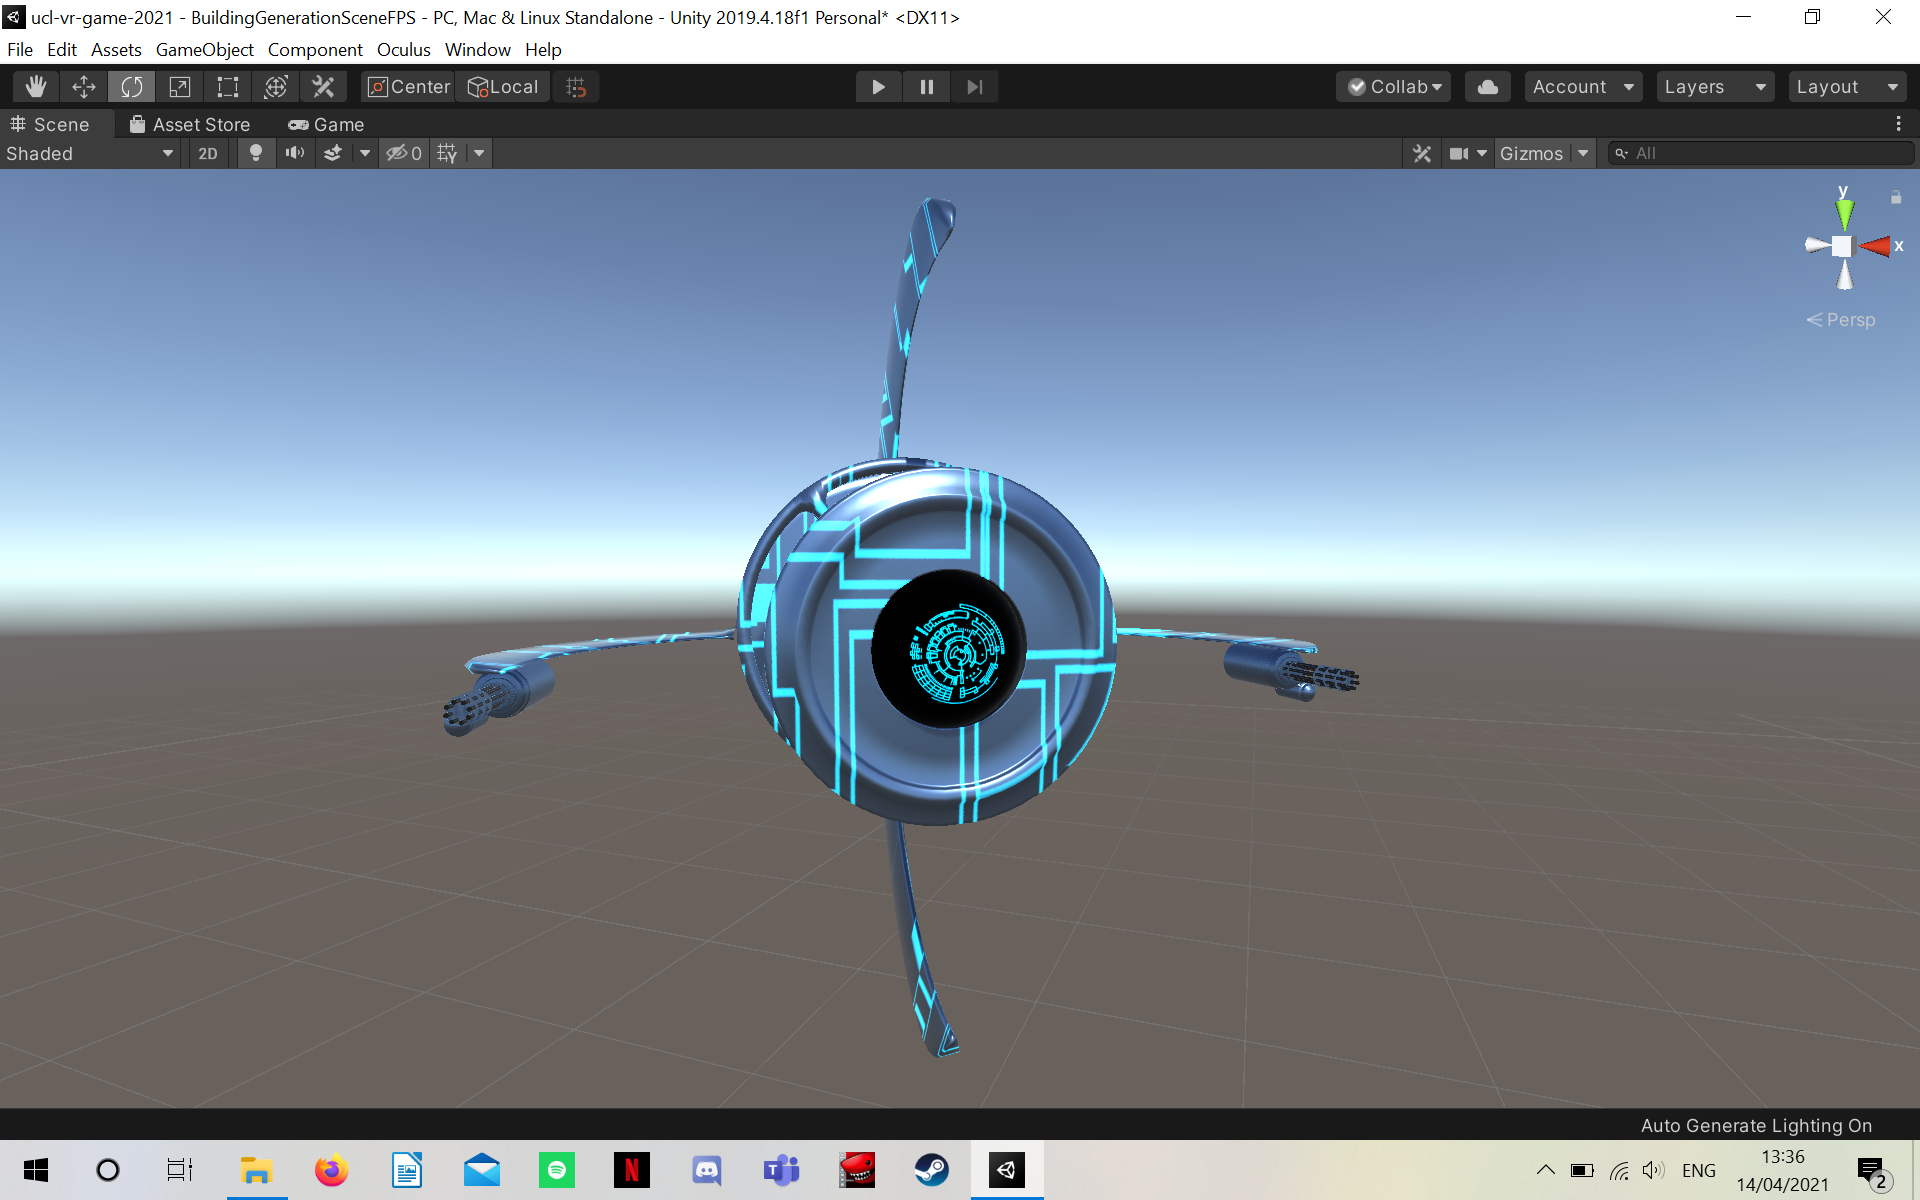 ucl-vr-game-2021 - BuildingGenerationSceneFPS - PC, Mac & Linux Standalone - Unity 2019.4.18f1 Personal* <DX11>
File Edit Assets GameObject Component Oculus Window Help
Center Local Collab Account Layers Layout
Scene Asset Store Game
Shaded 2D 0 Gizmos All
y
x
Persp
Auto Generate Lighting On
N T ENG 13:36
14/04/2021 2